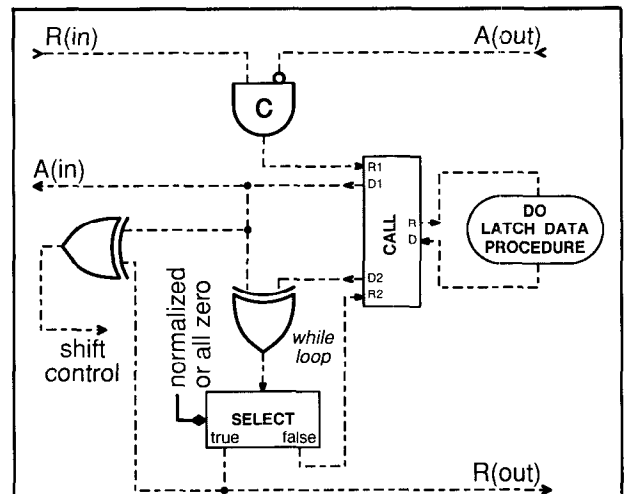 R(in)
A(out)
C
A(in)
R1
D1
CALL
R
D
DO
LATCH DATA
PROCEDURE
D2
R2
shift
control
normalized
or all zero
while
loop
SELECT
true false
R(out)